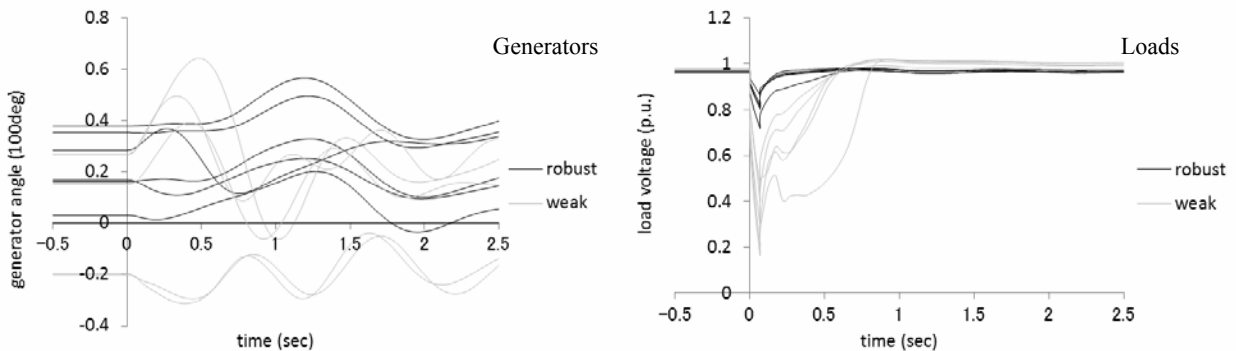 0.8
Generators
0.6
0.4
0.2
0
-0.2
-0.4
-0.5
0
0.5
1
1.5
2
2.5
generator angle (100deg)
time (sec)
robust
weak
1.2
Loads
1
0.8
0.6
0.4
0.2
0
-0.5
0
0.5
1
1.5
2
2.5
load voltage (p.u.)
time (sec)
robust
weak